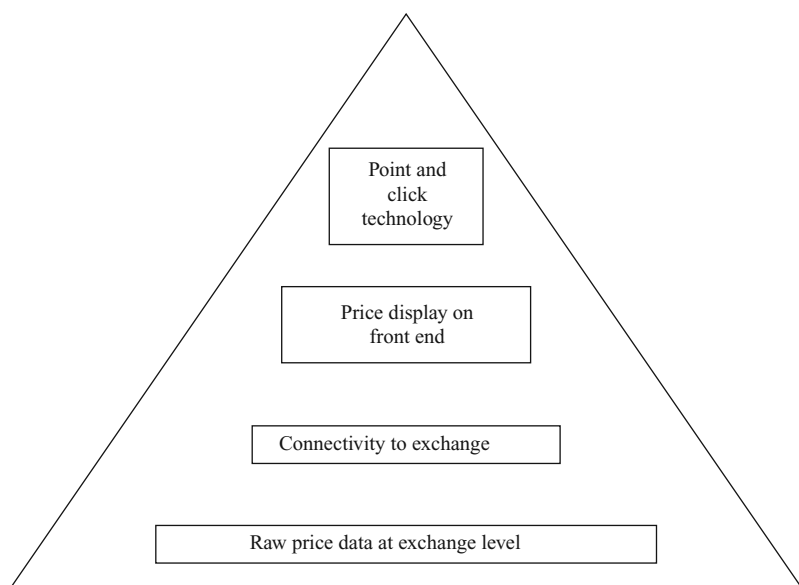 Point and
click
technology
Price display on
front end
Connectivity to exchange
Raw price data at exchange level